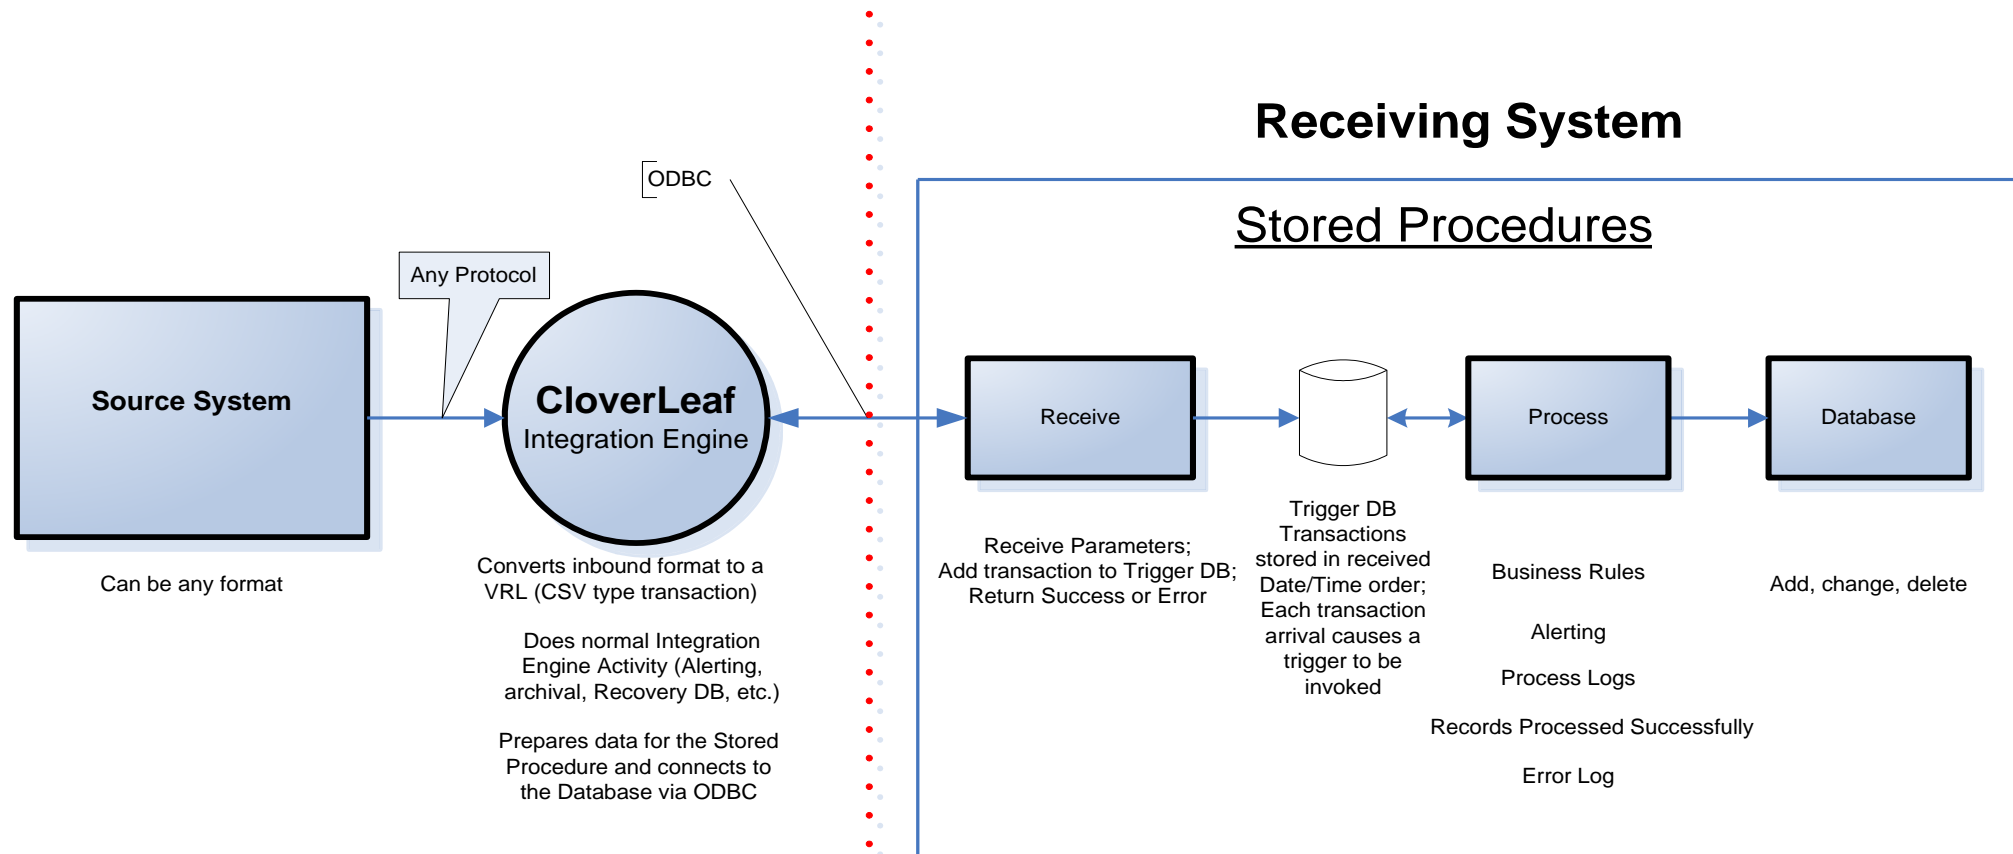 Receiving System
ODBC
Stored Procedures
Any Protocol
Source System
CloverLeaf
Integration Engine
Receive
Process
Database
Can be any format
Converts inbound format to a
VRL (CSV type transaction)
Does normal Integration
Engine Activity (Alerting,
archival, Recovery DB, etc.)
Prepares data for the Stored
Procedure and connects to
the Database via ODBC
Receive Parameters;
Add transaction to Trigger DB;
Return Success or Error
Trigger DB
Transactions
stored in received
Date/Time order;
Each transaction
arrival causes a
trigger to be
invoked
Business Rules
Alerting
Process Logs
Records Processed Successfully
Error Log
Add, change, delete